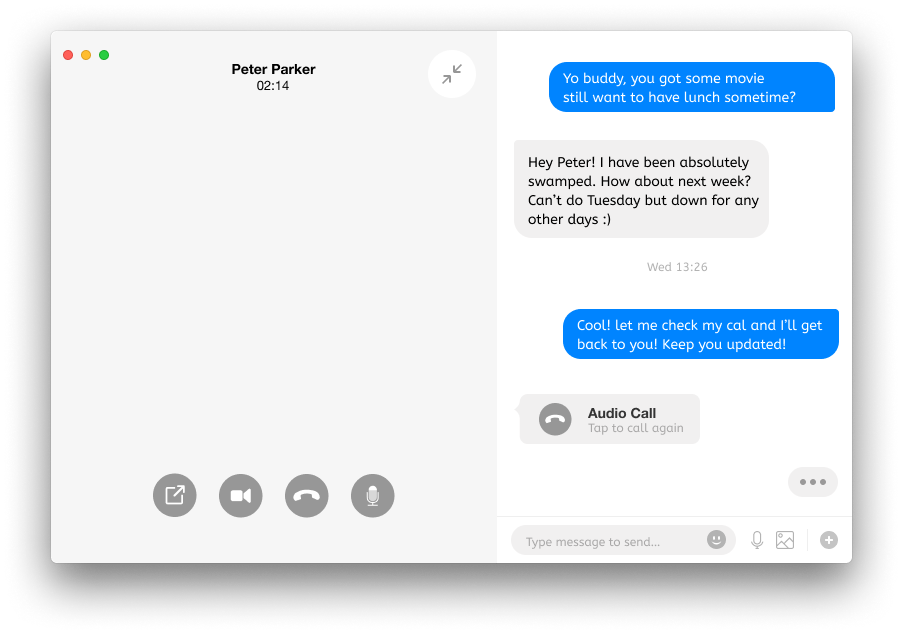 Peter Parker
02:14
Yo buddy, you got some movie
still want to have lunch sometime?
Hey Peter! I have been absolutely
swamped. How about next week?
Can't do Tuesday but down for any
other days :)
Wed 13:26
Cool! let me check my cal and I'll get
back to you! Keep you updated!
Audio Call
Tap to call again
Type message to send...